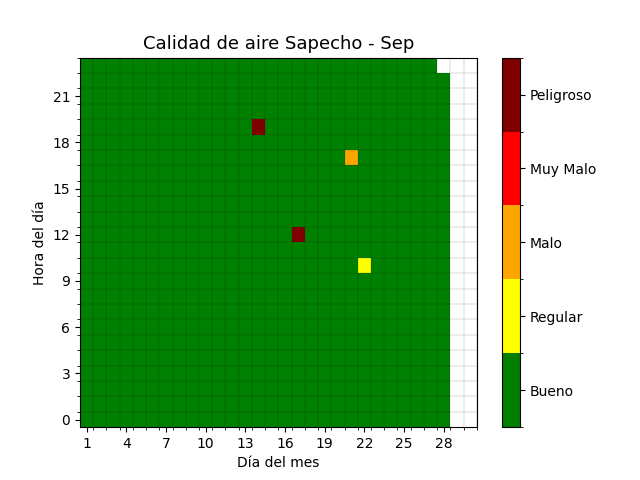 Calidad de aire Sapecho - Sep
Hora del día
21
18
15
12
9
6
3
0
1 4 7 10 13 16 19 22 25 28
Día del mes
Peligroso
Muy Malo
Malo
Regular
Bueno